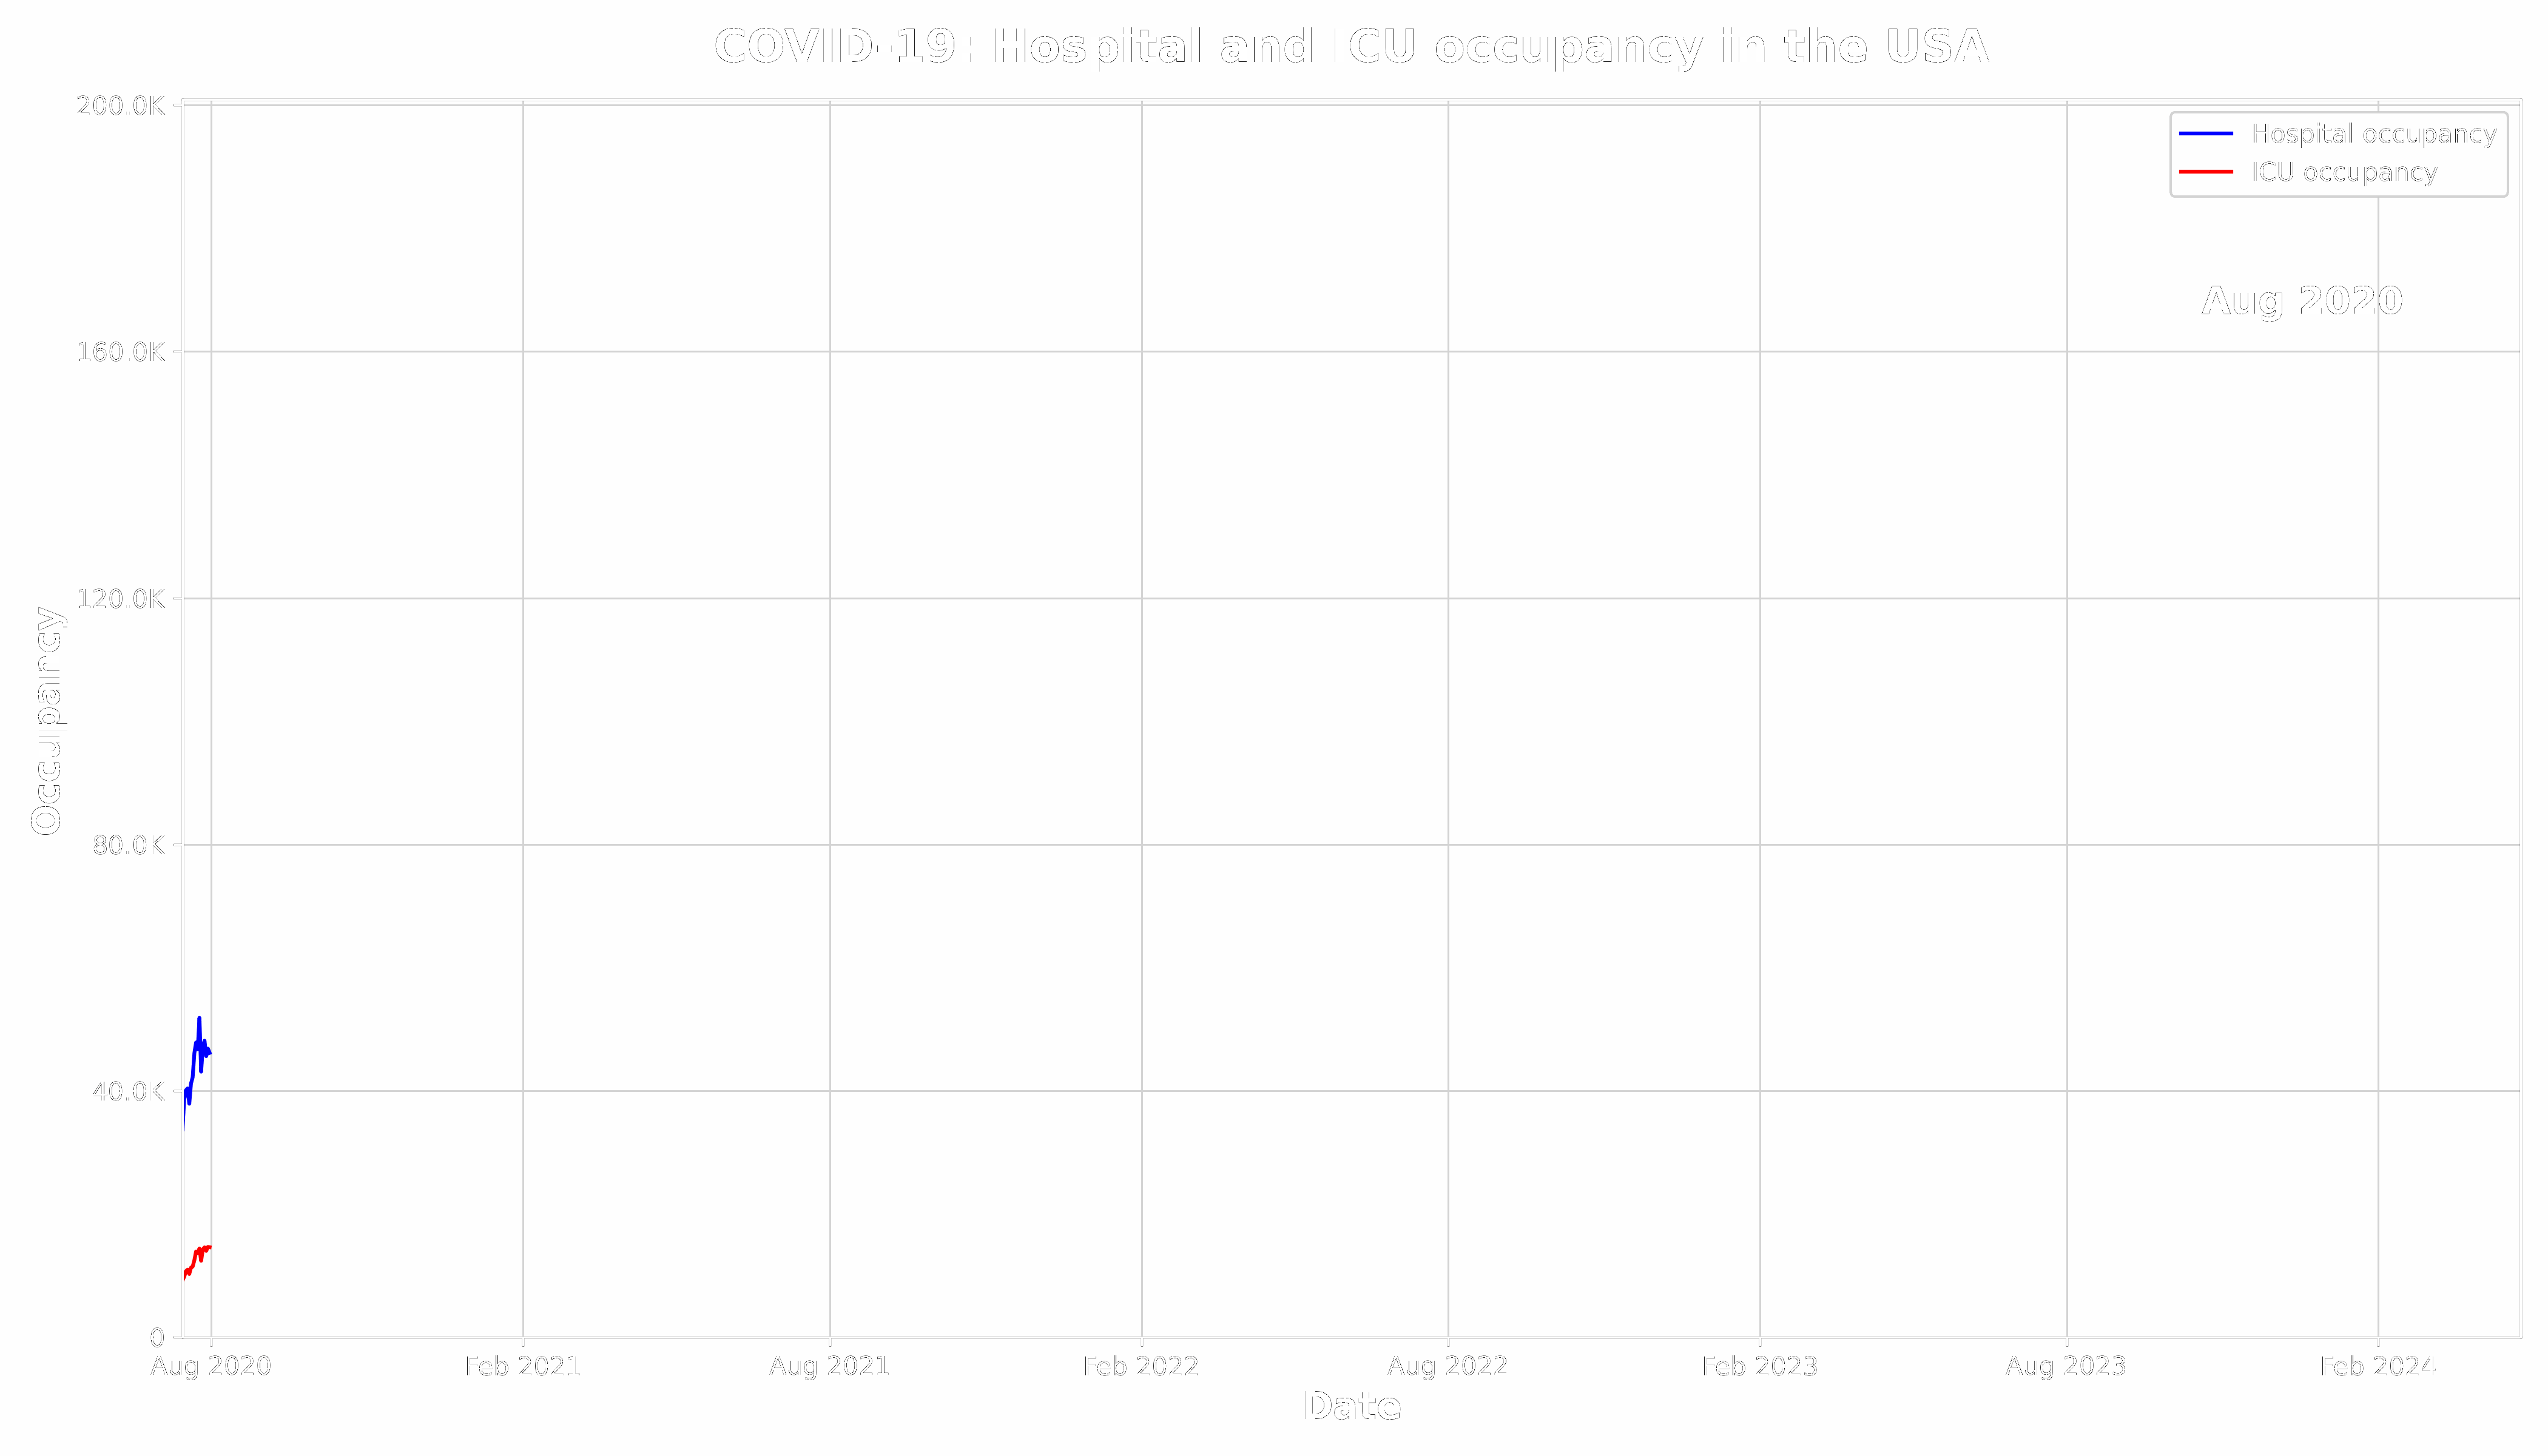 COVID-19: Hospital and ICU occupancy in the USA
200.0K
160.0K
120.0K
80.0K
40.0K
0
Occupancy
Hospital occupancy
ICU occupancy
Aug 2020
Aug 2020 Feb 2021 Aug 2021 Feb 2022 Aug 2022 Feb 2023 Aug 2023 Feb 2024
Date